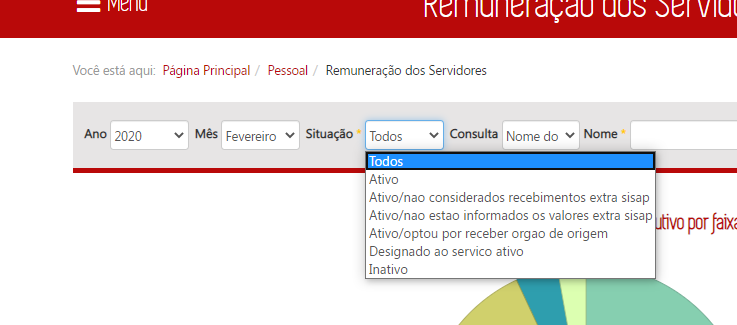 Menu
Remuneração dos
Você está aqui: Página Principal / Pessoal / Remuneração dos Servidores
Ano 2020 Mês Fevereiro Situação * Todos Consulta Nome do Nome *
Todos
Ativo
Ativo/nao considerados recebimentos extra sisap
Ativo/nao estao informados os valores extra sisap
por faixa
Ativo/optou por receber orgao de origem
Designado ao servico ativo
Inativo